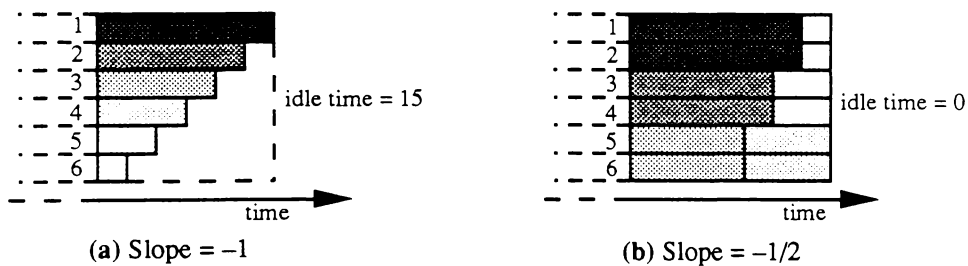 1
2
3
4
5
6
idle time = 15
time
(a) Slope = –1
1
2
3
4
5
6
idle time = 0
time
(b) Slope = –1/2